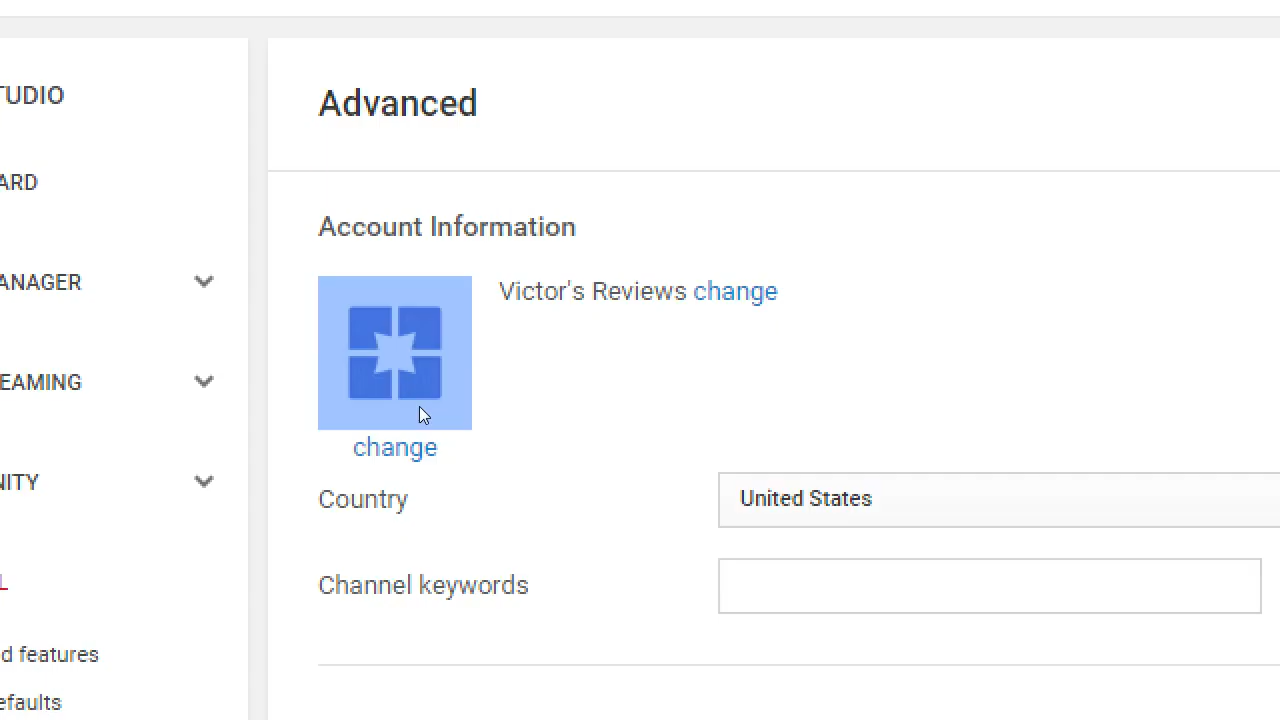 TUDIO
Advanced
ARD
Account Information
ANAGER
Victor's Reviews change
EAMING
change
NITY
Country
United States
Channel keywords
L
d features
efaults